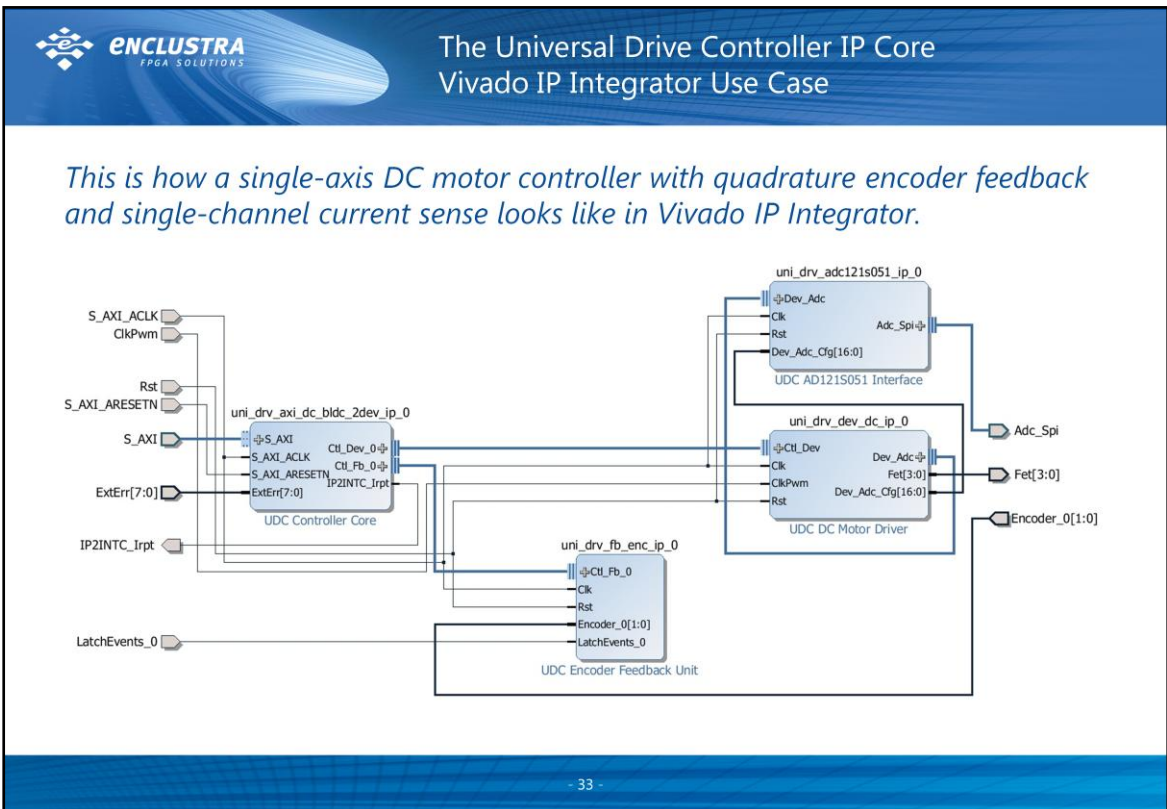 ENCLUSTRA
FPGA SOLUTIONS
The Universal Drive Controller IP Core
Vivado IP Integrator Use Case
This is how a single-axis DC motor controller with quadrature encoder feedback
and single-channel current sense looks like in Vivado IP Integrator.
S_AXI_ACLK
ClkPwm
Rst
S_AXI_ARESETN
S_AXI
ExtErr[7:0]
IP2INTC_Irpt
LatchEvents_0
uni_drv_axi_dc_bldc_2dev_ip_0
S_AXI
S_AXI_ACLK
S_AXI_ARESETN
ExtErr[7:0]
Ctl_Dev_0
Ctl_Fb_0
IP2INTC_Irpt
UDC Controller Core
uni_drv_fb_enc_ip_0
Ctl_Fb_0
Clk
Rst
Encoder_0[1:0]
LatchEvents_0
UDC Encoder Feedback Unit
uni_drv_adc121s051_ip_0
Dev_Adc
Clk
Rst
Dev_Adc_Cfg[16:0]
Adc_Spi
UDC AD121S051 Interface
uni_drv_dev_dc_ip_0
Ctl_Dev
Clk
ClkPwm
Rst
Dev_Adc
Fet[3:0]
Dev_Adc_Cfg[16:0]
UDC DC Motor Driver
Adc_Spi
Fet[3:0]
Encoder_0[1:0]
- 33 -